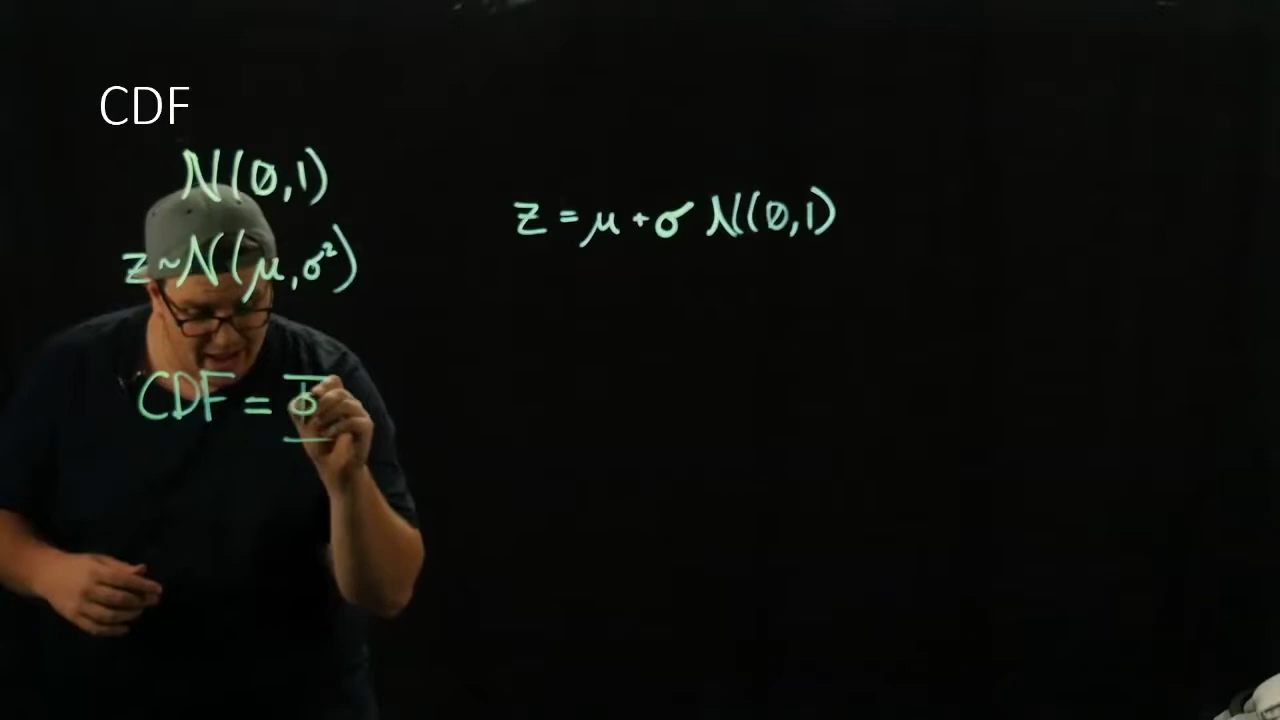 CDF
N(0,1)
z = μ + σ N(0,1)
z ~ N(μ, σ²)
CDF = Φ